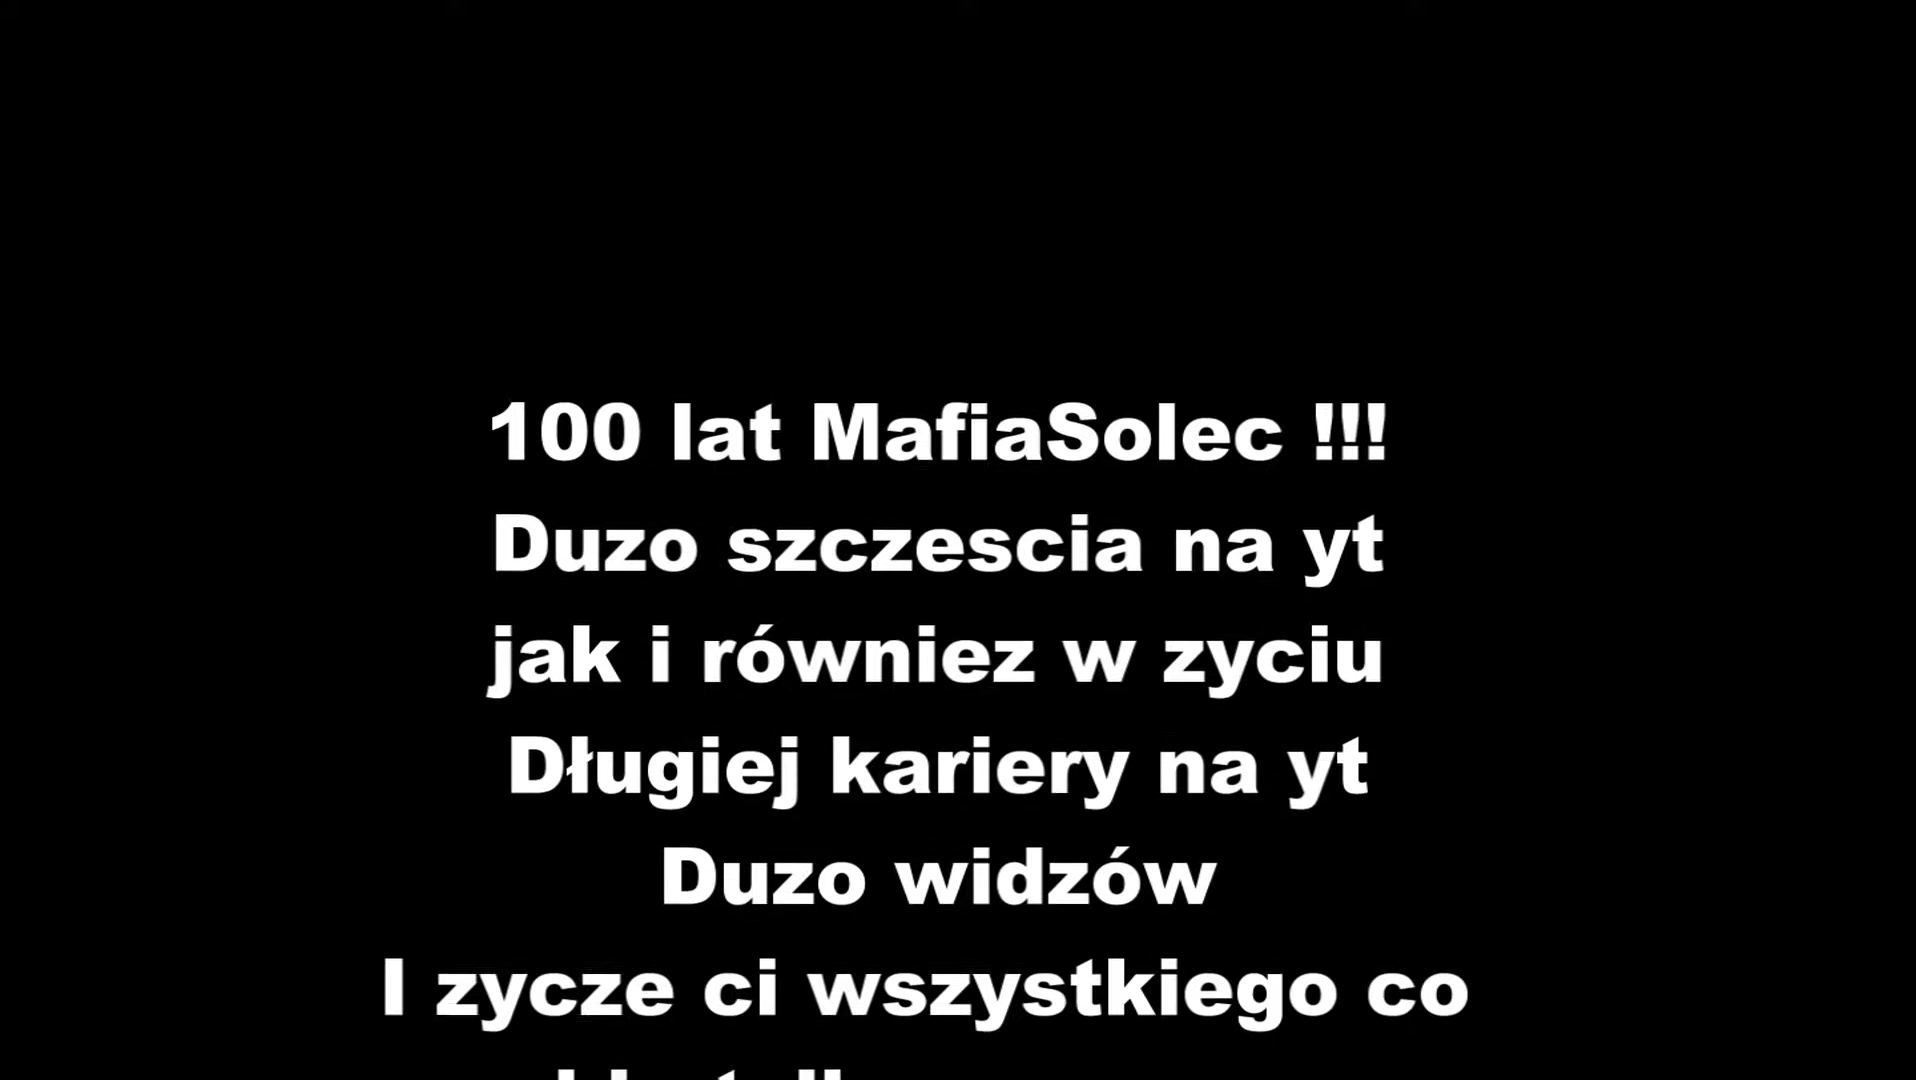 100 lat MafiaSolec !!!
Duzo szczescia na yt
jak i równiez w zyciu
Długiej kariery na yt
Duzo widzów
I zycze ci wszystkiego co